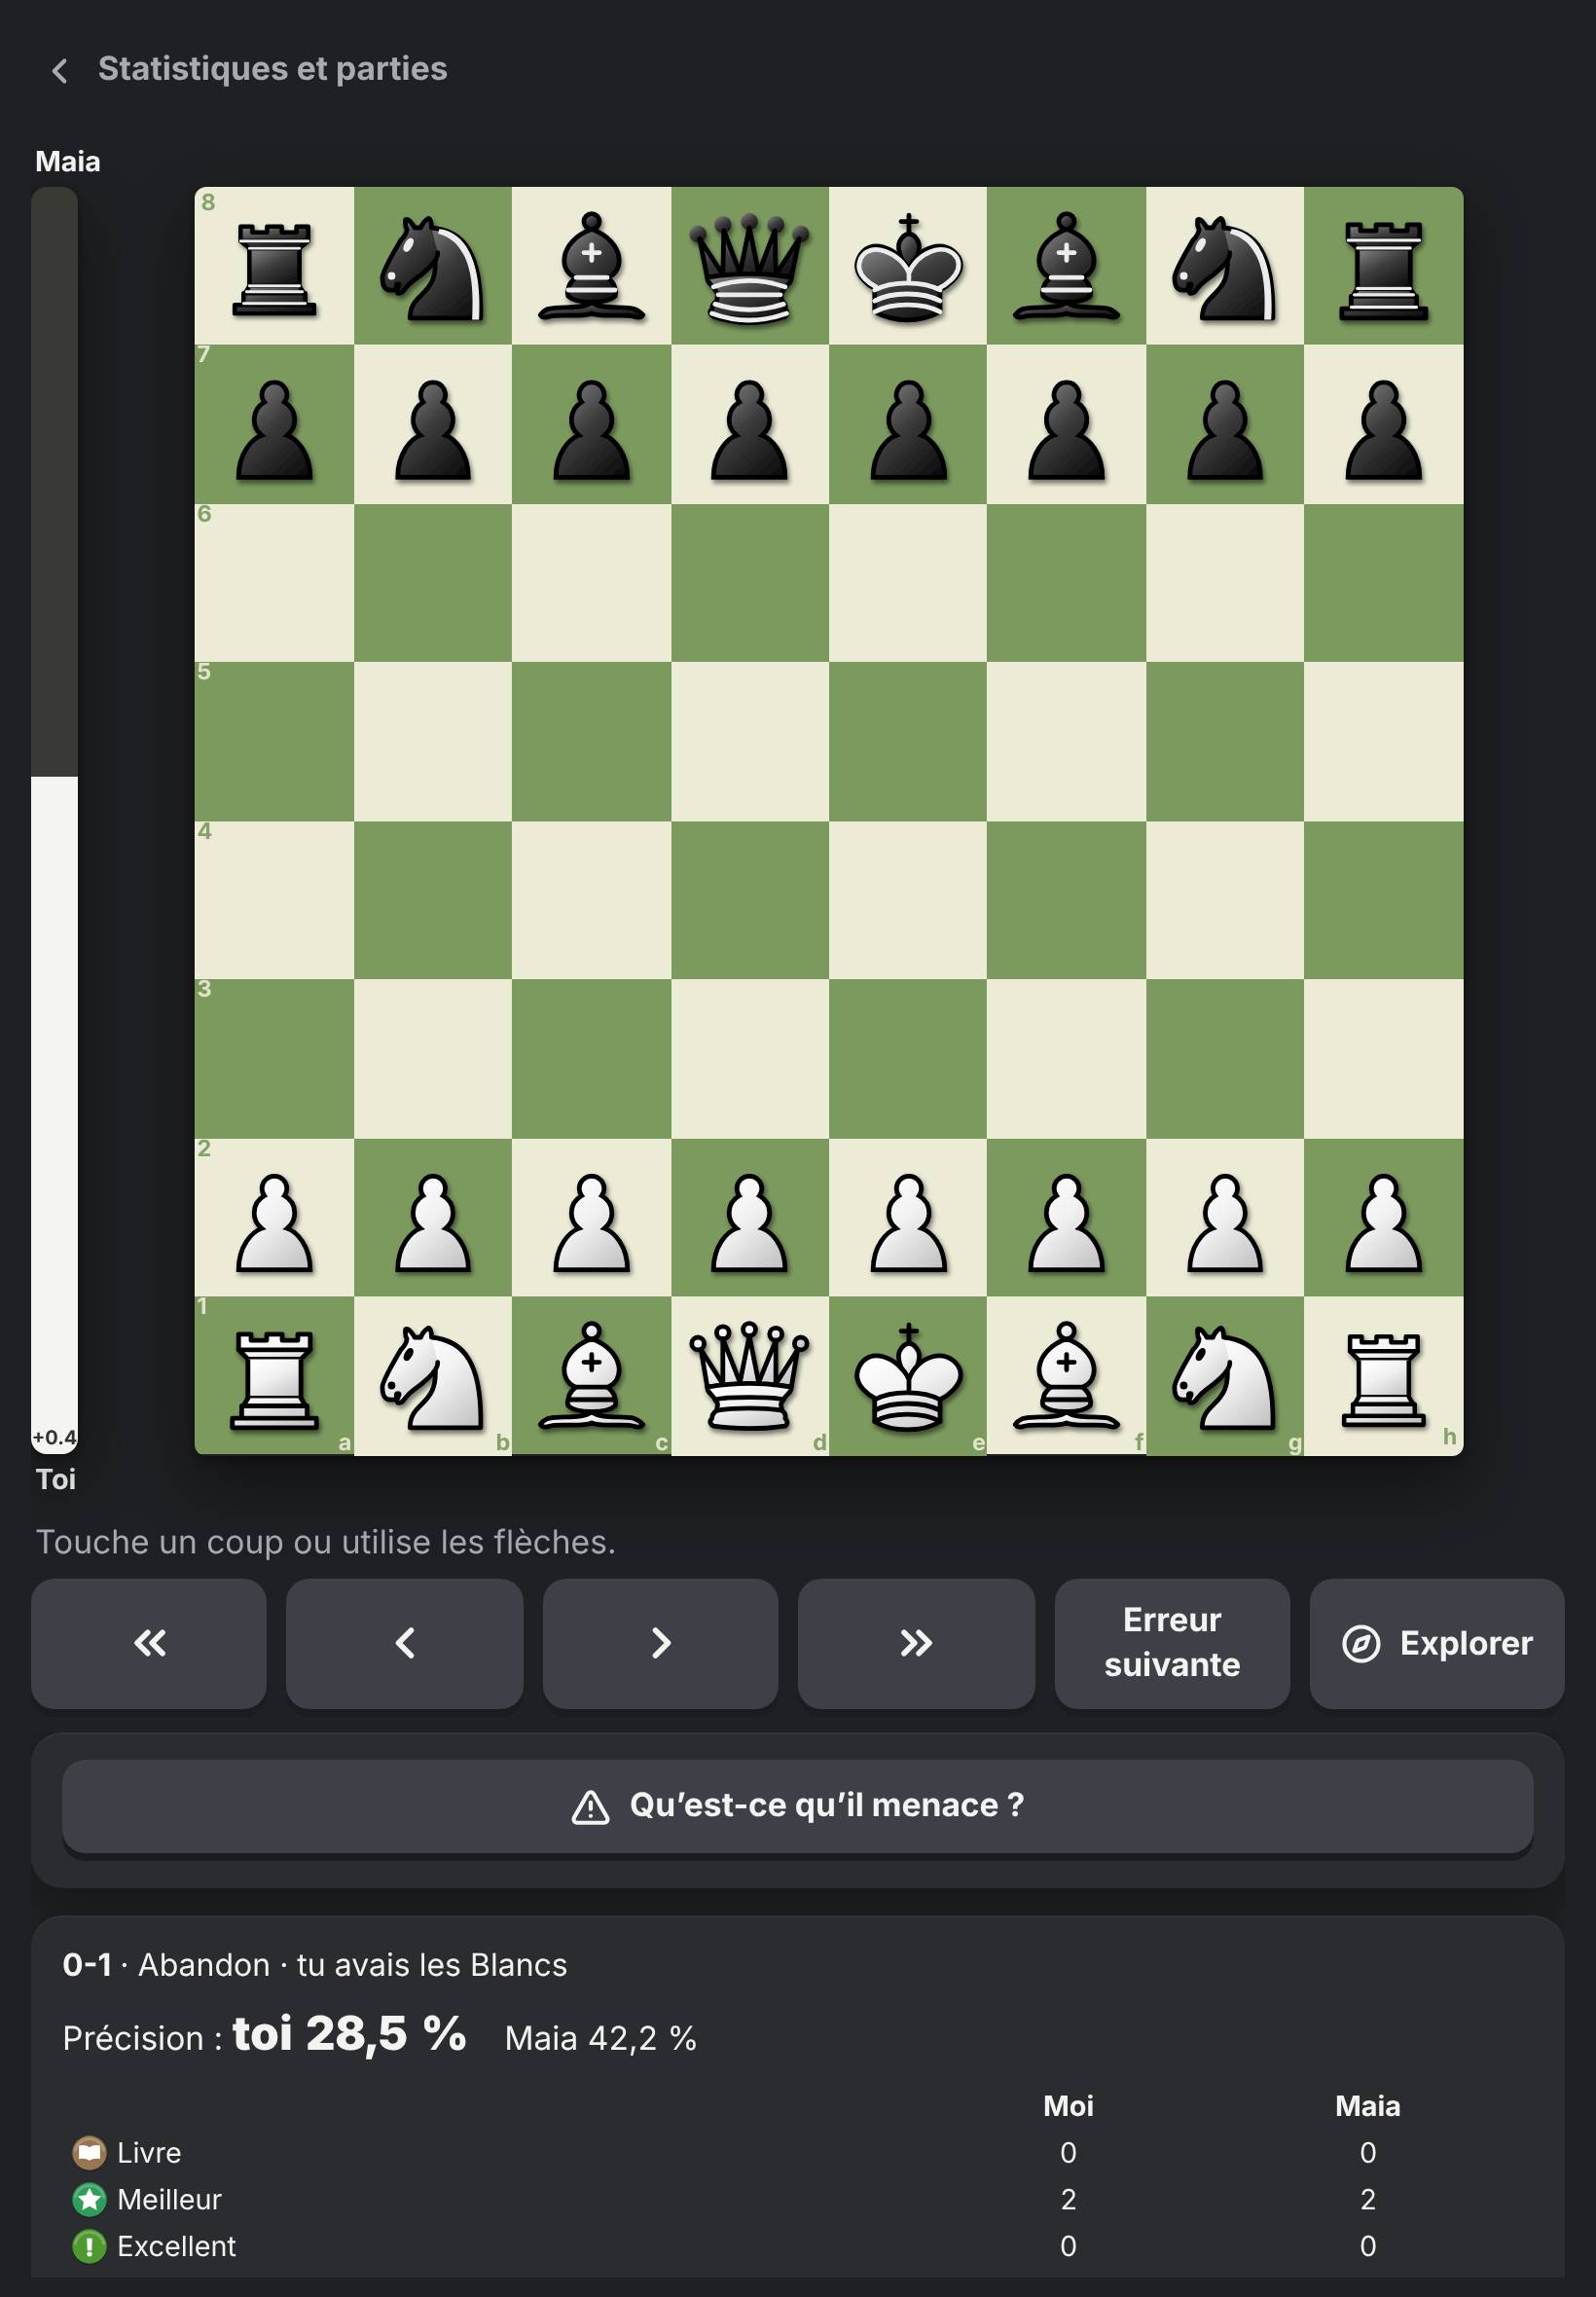 Statistiques et parties
Maia
8
7
6
5
4
3
2
1
a b c d e f g h
+0.4
Toi
Touche un coup ou utilise les flèches.
Erreur
suivante
Explorer
Qu’est-ce qu’il menace ?
0-1 · Abandon · tu avais les Blancs
Précision : toi 28,5 % Maia 42,2 %
Moi Maia
Livre 0 0
Meilleur 2 2
Excellent 0 0